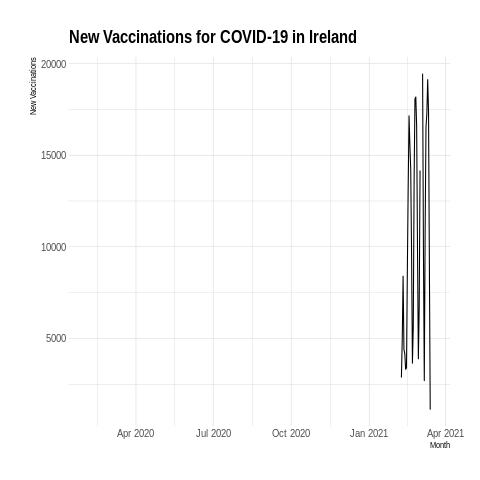 New Vaccinations for COVID-19 in Ireland
New Vaccinations
20000
15000
10000
5000
Apr 2020 Jul 2020 Oct 2020 Jan 2021 Apr 2021
Month